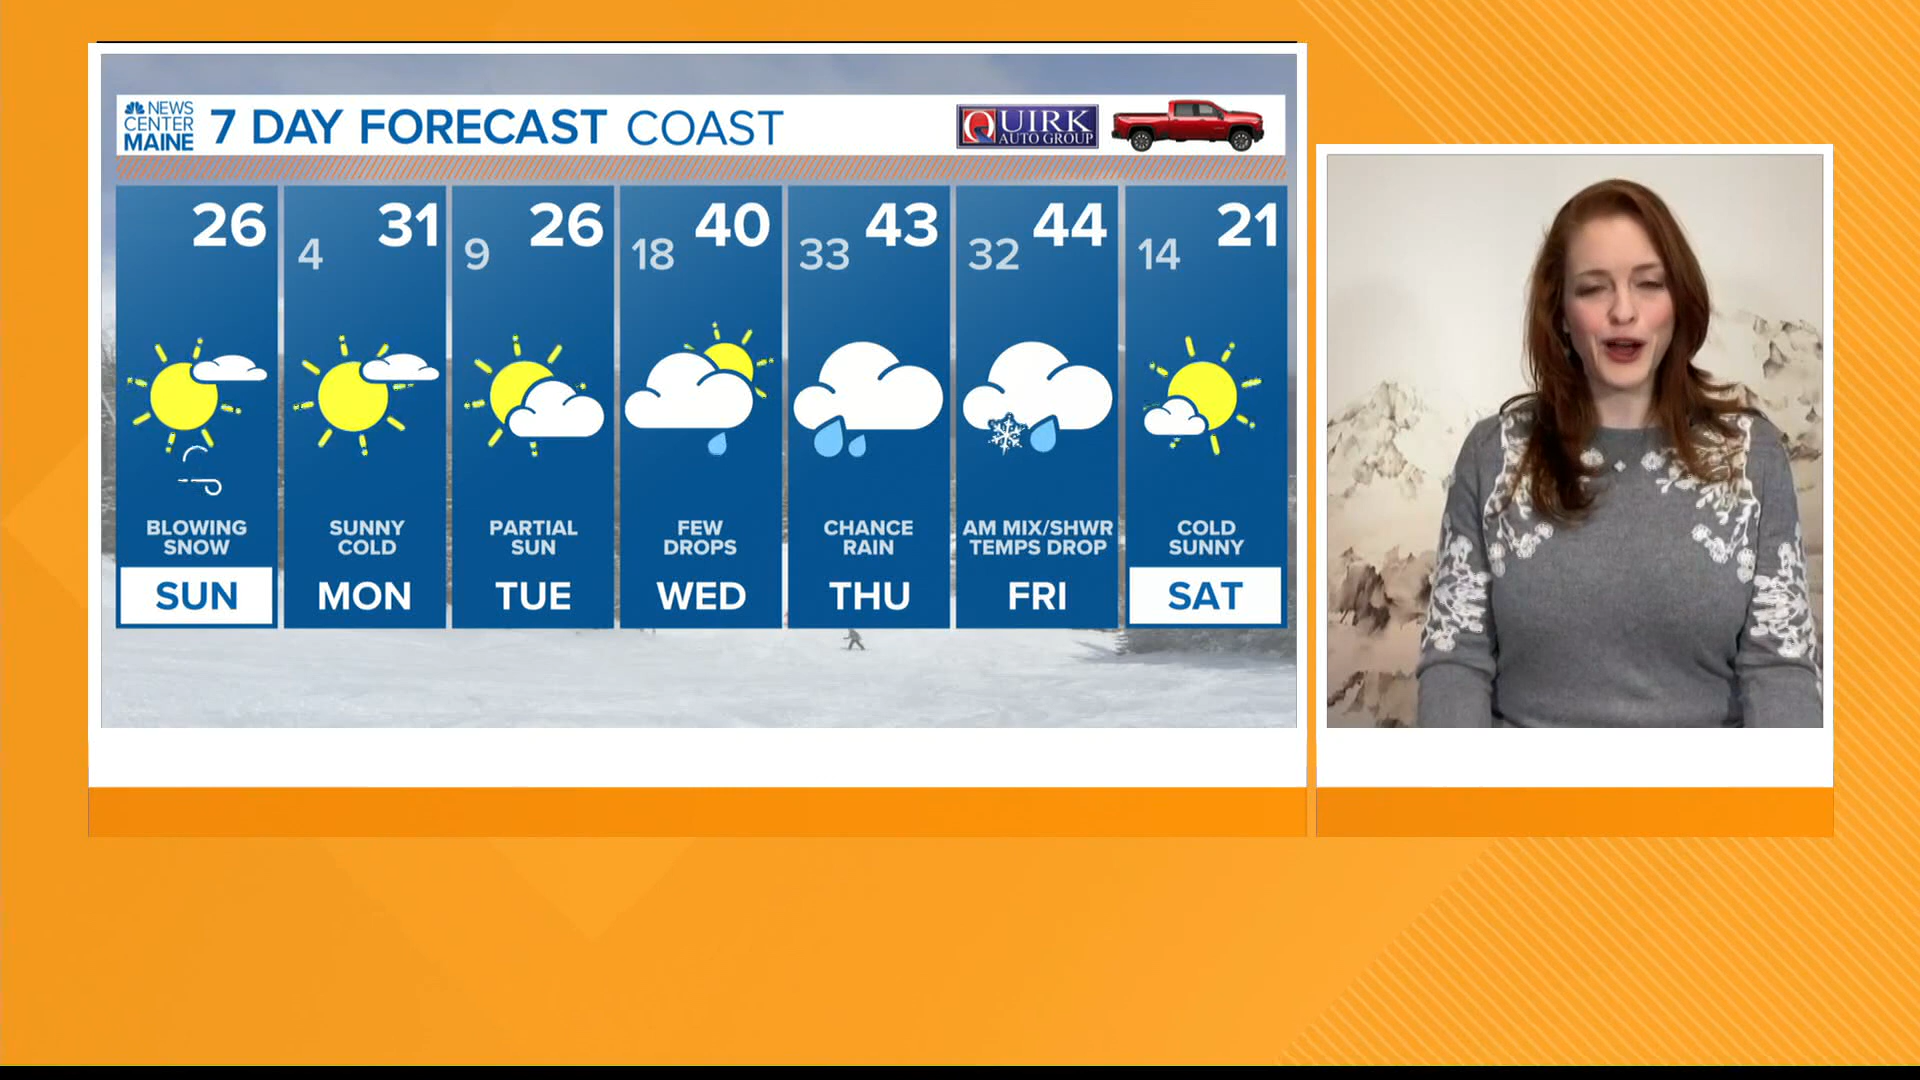 NEWS
CENTER
MAINE
7 DAY FORECAST COAST
QUIRK
AUTO GROUP
26
4 31
9 26
18 40
33 43
32 44
14 21
BLOWING
SNOW
SUNNY
COLD
PARTIAL
SUN
FEW
DROPS
CHANCE
RAIN
AM MIX/SHWR
TEMPS DROP
COLD
SUNNY
SUN
MON
TUE
WED
THU
FRI
SAT